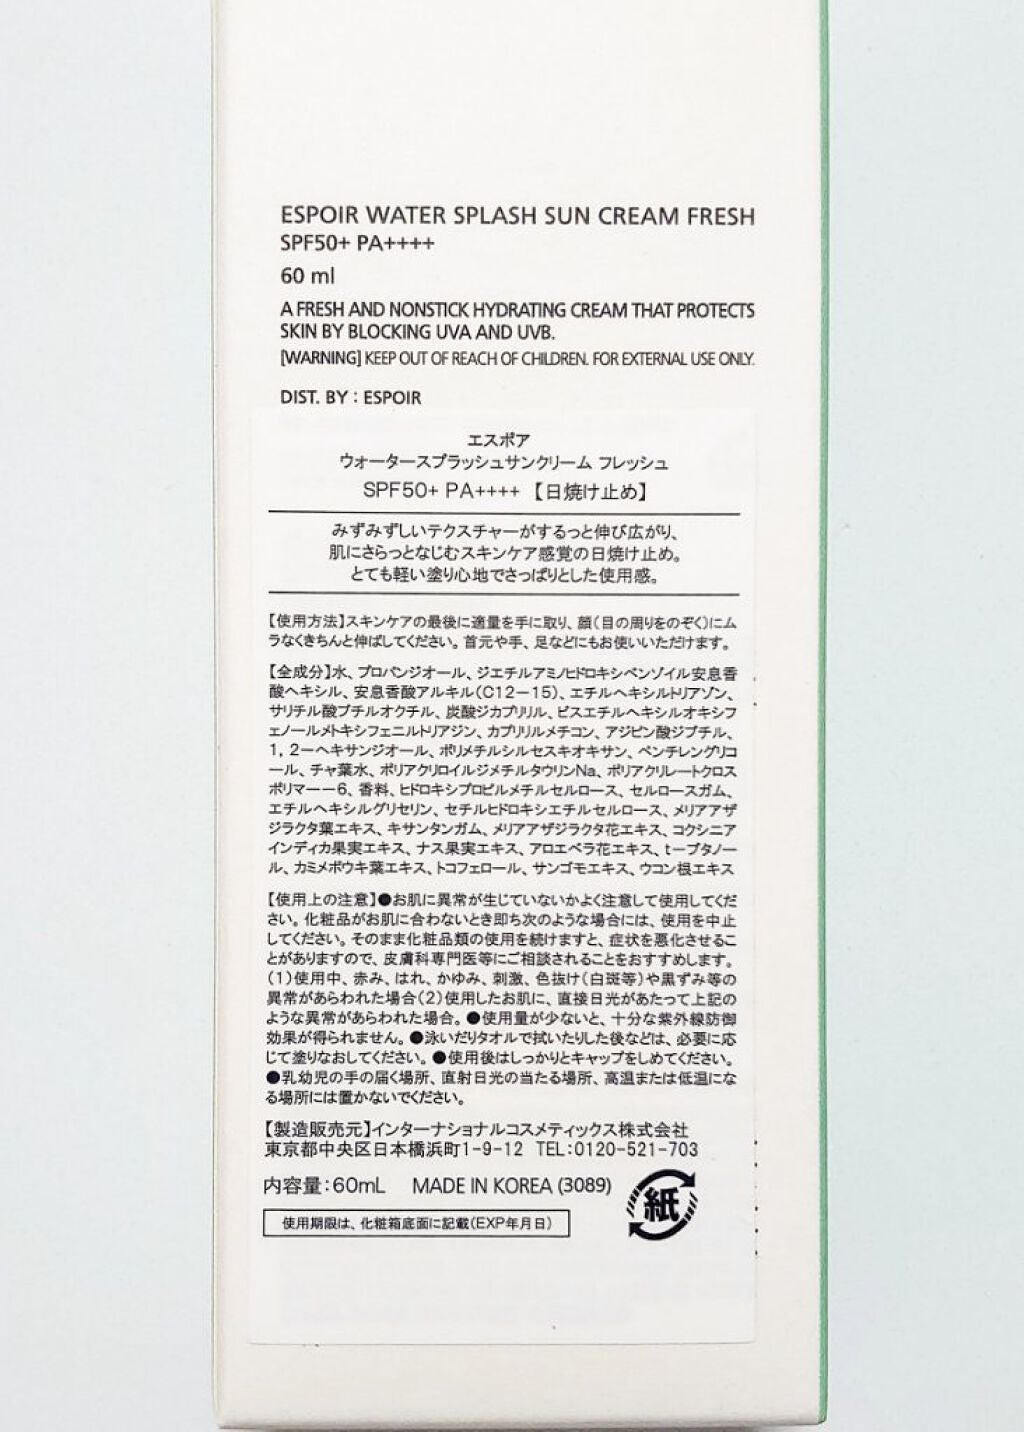 ESPOIR WATER SPLASH SUN CREAM FRESH
SPF50+ PA++++
60 ml
A FRESH AND NONSTICK HYDRATING CREAM THAT PROTECTS
SKIN BY BLOCKING UVA AND UVB.
[WARNING] KEEP OUT OF REACH OF CHILDREN. FOR EXTERNAL USE ONLY.
DIST. BY : ESPOIR
エスポア
ウォータースプラッシュサンクリーム フレッシュ
SPF50+ PA++++ 【日焼け止め】
みずみずしいテクスチャーがするっと伸び広がり、
肌にさらっとなじむスキンケア感覚の日焼け止め。
とても軽い塗り心地でさっぱりとした使用感。
【使用方法】スキンケアの最後に適量を手に取り、顔(目の周りをのぞく)にム
ラなくきちんと伸ばしてください。首元や手、足などにもお使いいただけます。
【全成分】水、プロパンジオール、ジエチルアミノヒドロキシベンゾイル安息香
酸ヘキシル、安息香酸アルキル(C12-15)、エチルヘキシルトリアゾン、
サリチル酸ブチルオクチル、炭酸ジカプリリル、ビスエチルヘキシルオキシフ
ェノールメトキシフェニルトリアジン、カプリリルメチコン、アジピン酸ジブチル、
1,2-ヘキサンジオール、ポリメチルシルセスキオキサン、ペンチレングリコ
ール、チャ葉水、ポリアクリロイルジメチルタウリンNa、ポリアクリレートクロス
ポリマー-6、香料、ヒドロキシプロピルメチルセルロース、セルロースガム、
エチルヘキシルグリセリン、セチルヒドロキシエチルセルロース、メリアアザ
ジラクタ葉エキス、キサンタンガム、メリアアザジラクタ花エキス、コクシニア
インディカ果実エキス、ナス果実エキス、アロエベラ花エキス、t-ブタノー
ル、カミメボウキ葉エキス、トコフェロール、サンゴモエキス、ウコン根エキス
【使用上の注意】●お肌に異常が生じていないかよく注意して使用してくだ
さい。化粧品がお肌に合わないとき即ち次のような場合には、使用を中止
してください。そのまま化粧品類の使用を続けますと、症状を悪化させるこ
とがありますので、皮膚科専門医等にご相談されることをおすすめします。
(1)使用中、赤み、はれ、かゆみ、刺激、色抜け(白斑等)や黒ずみ等の
異常があらわれた場合(2)使用したお肌に、直接日光があたって上記の
ような異常があらわれた場合。●使用量が少ないと、十分な紫外線防御
効果が得られません。●泳いだりタオルで拭いたりした後などは、必要に応
じて塗りなおしてください。●使用後はしっかりとキャップをしめてください。
●乳幼児の手の届く場所、直射日光の当たる場所、高温または低温にな
る場所には置かないでください。
【製造販売元】インターナショナルコスメティックス株式会社
東京都中央区日本橋浜町1-9-12 TEL:0120-521-703
内容量:60mL MADE IN KOREA (3089)
紙
使用期限は、化粧箱底面に記載(EXP年月日)